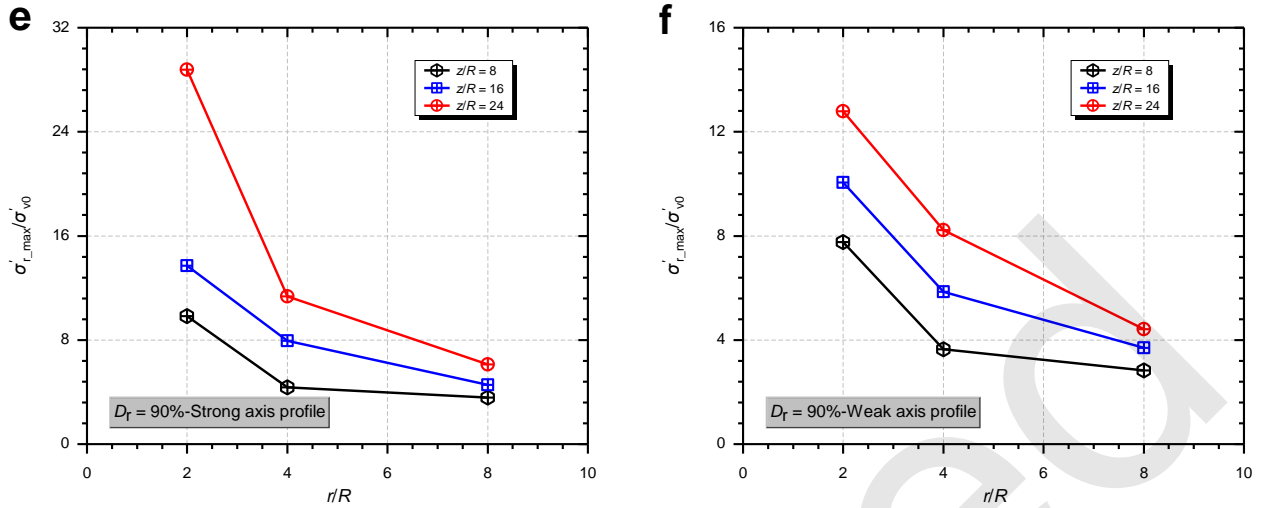 e
32
24
16
8
0
σ'r_max/σ'v0
z/R = 8
z/R = 16
z/R = 24
Dr = 90%-Strong axis profile
0 2 4 6 8 10
r/R
f
16
12
8
4
0
σ'r_max/σ'v0
z/R = 8
z/R = 16
z/R = 24
Dr = 90%-Weak axis profile
0 2 4 6 8 10
r/R
ed